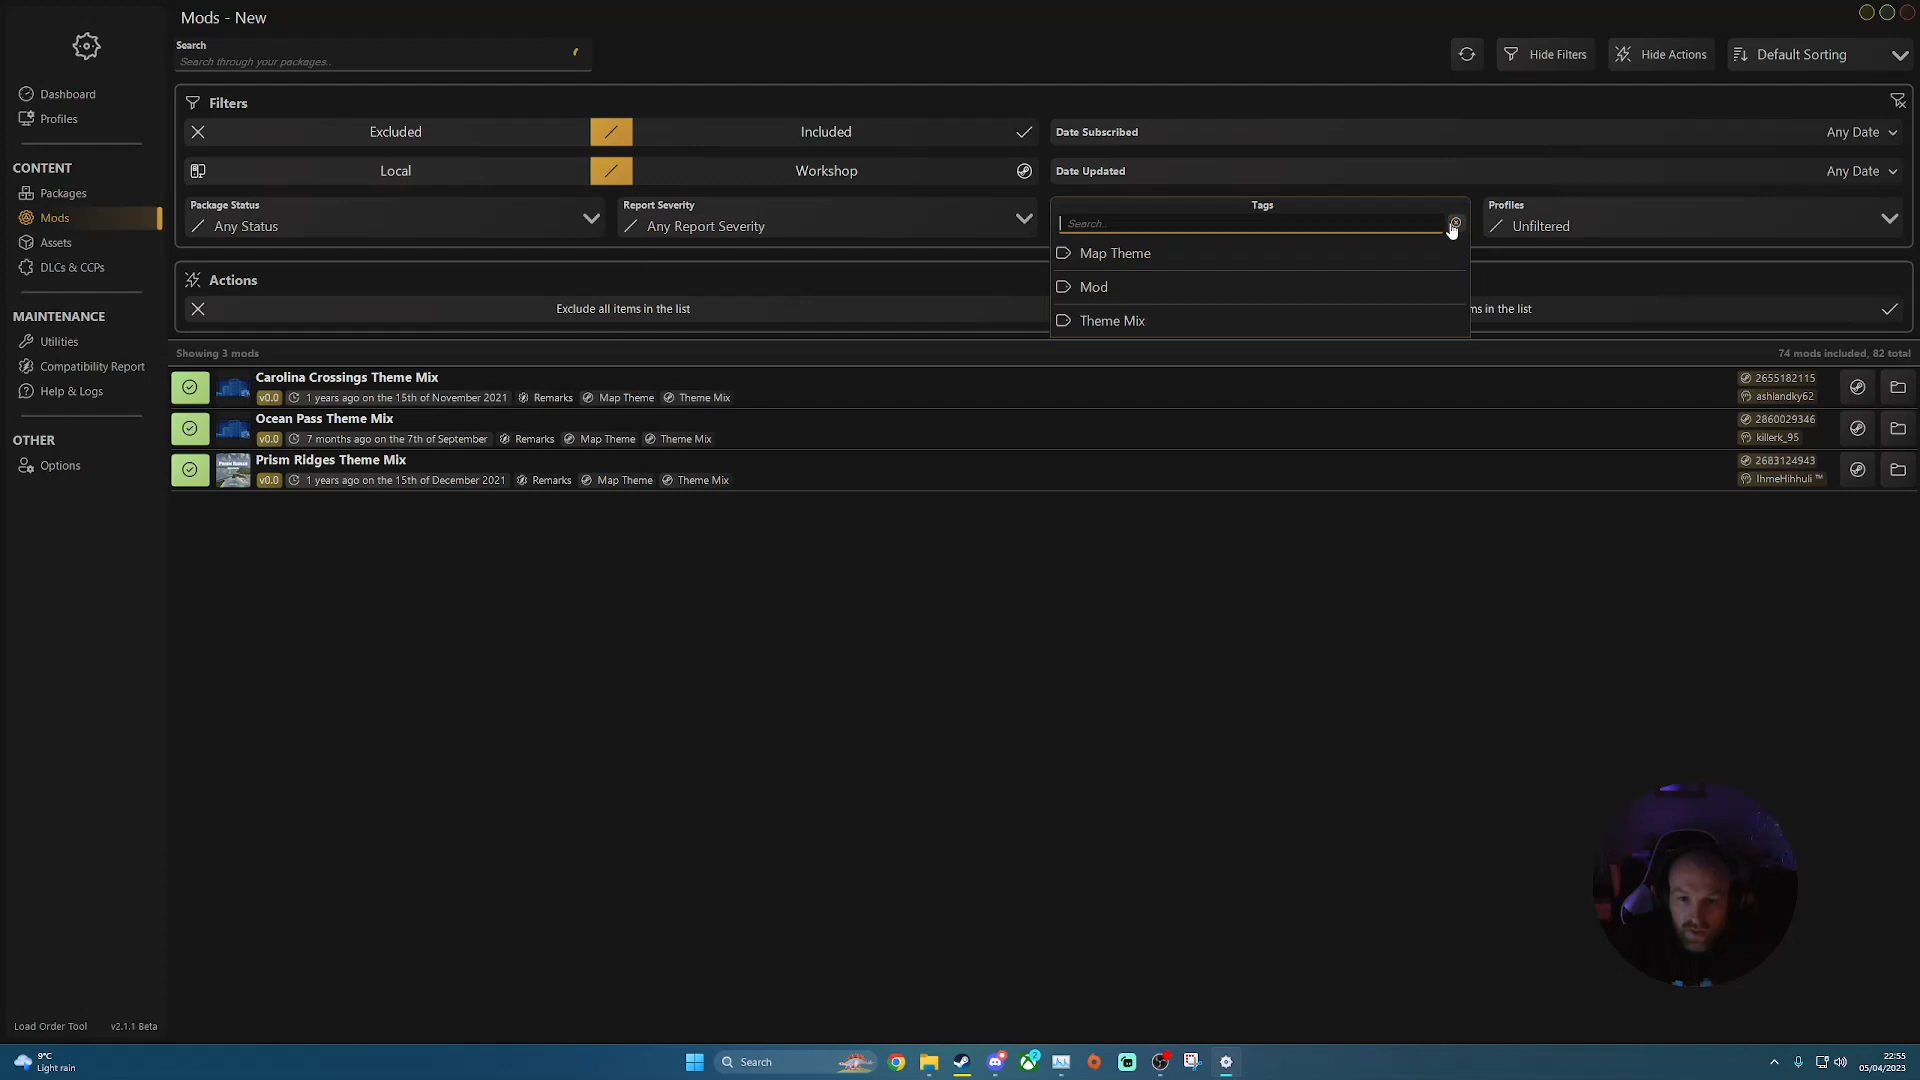 Mods - New
Search
Search through your packages..
Hide Filters
Hide Actions
Default Sorting
Dashboard
Profiles
CONTENT
Packages
Mods
Assets
DLCs & CCPs
MAINTENANCE
Utilities
Compatibility Report
Help & Logs
OTHER
Options
Filters
Excluded
Included
Date Subscribed
Any Date
Local
Workshop
Date Updated
Any Date
Package Status
Any Status
Report Severity
Any Report Severity
Tags
Search..
Map Theme
Mod
Theme Mix
Profiles
Unfiltered
Actions
Exclude all items in the list
ms in the list
Showing 3 mods
74 mods included, 82 total
Carolina Crossings Theme Mix
v0.0 1 years ago on the 15th of November 2021 Remarks Map Theme Theme Mix
2655182115
ashlandky62
Ocean Pass Theme Mix
v0.0 7 months ago on the 7th of September Remarks Map Theme Theme Mix
2860029346
killerk_95
Prism Ridges Theme Mix
v0.0 1 years ago on the 15th of December 2021 Remarks Map Theme Theme Mix
2683124943
IhmeHihhuli ™
Load Order Tool v2.1.1 Beta
9°C
Light rain
Search
2
22:55
05/04/2023